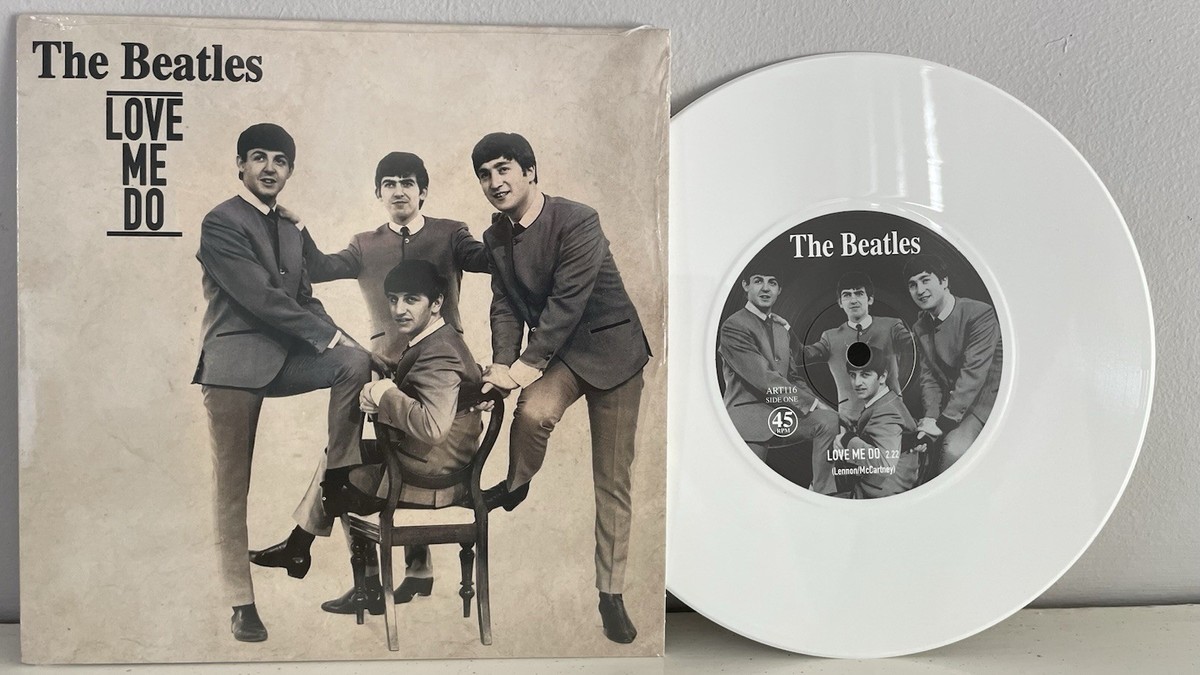 The Beatles
LOVE
ME
DO
The Beatles
ART116
SIDE ONE
45
RPM
LOVE ME DO 2.22
(Lennon/McCartney)